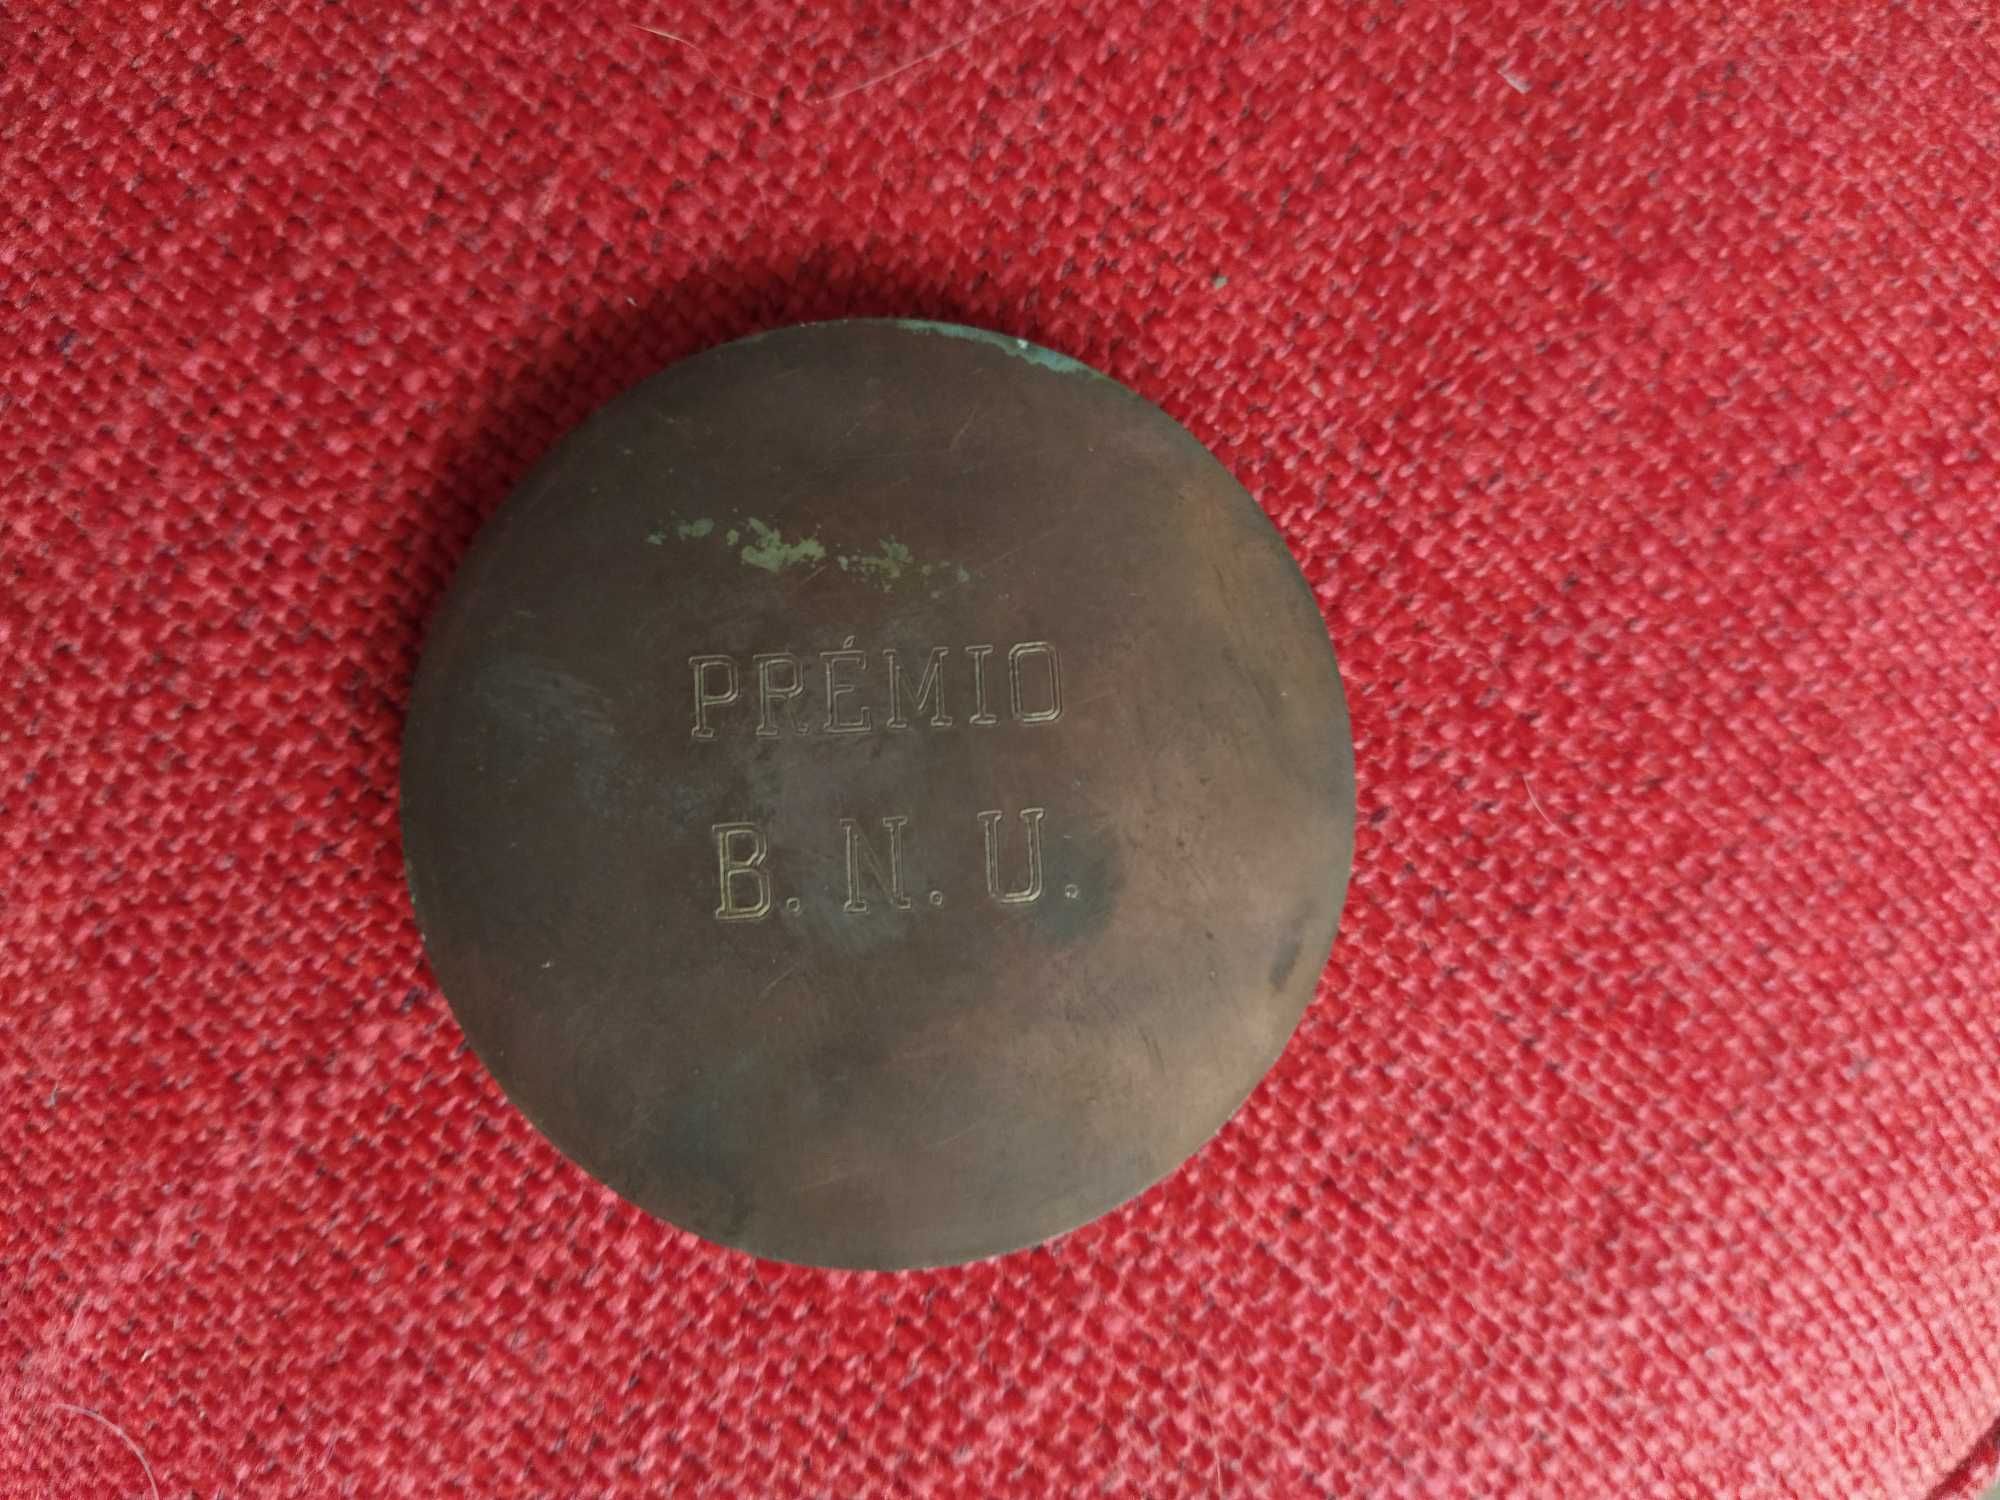 PRÉMIO
B. N. U.